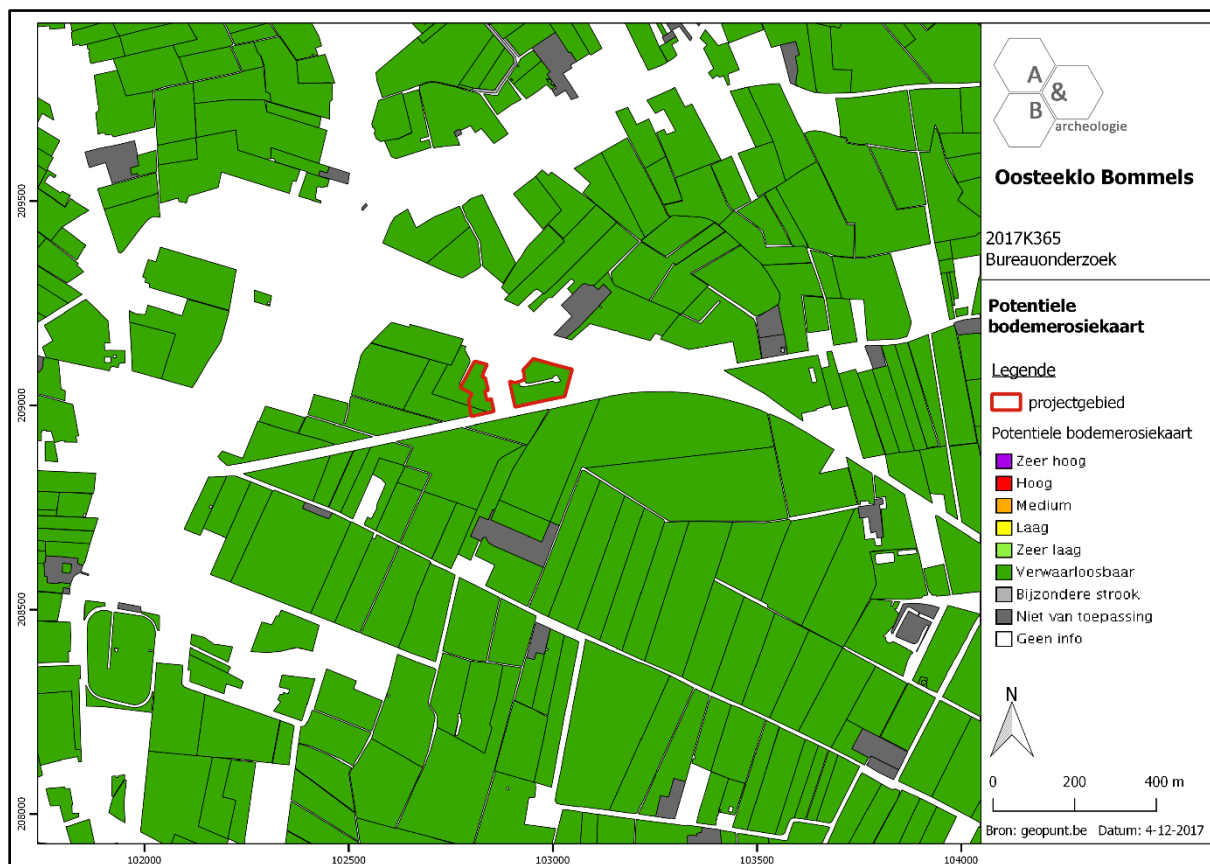 A
&
B
archeologie
Oosteeklo Bommels
2017K365
Bureauonderzoek
Potentiele
bodemerosiekaart
Legende
projectgebied
Potentiele bodemerosiekaart
Zeer hoog
Hoog
Medium
Laag
Zeer laag
Verwaarloosbaar
Bijzondere strook
Niet van toepassing
Geen info
N
0 200 400 m
Bron: geopunt.be Datum: 4-12-2017
209500
209000
208500
208000
102000 102500 103000 103500 104000